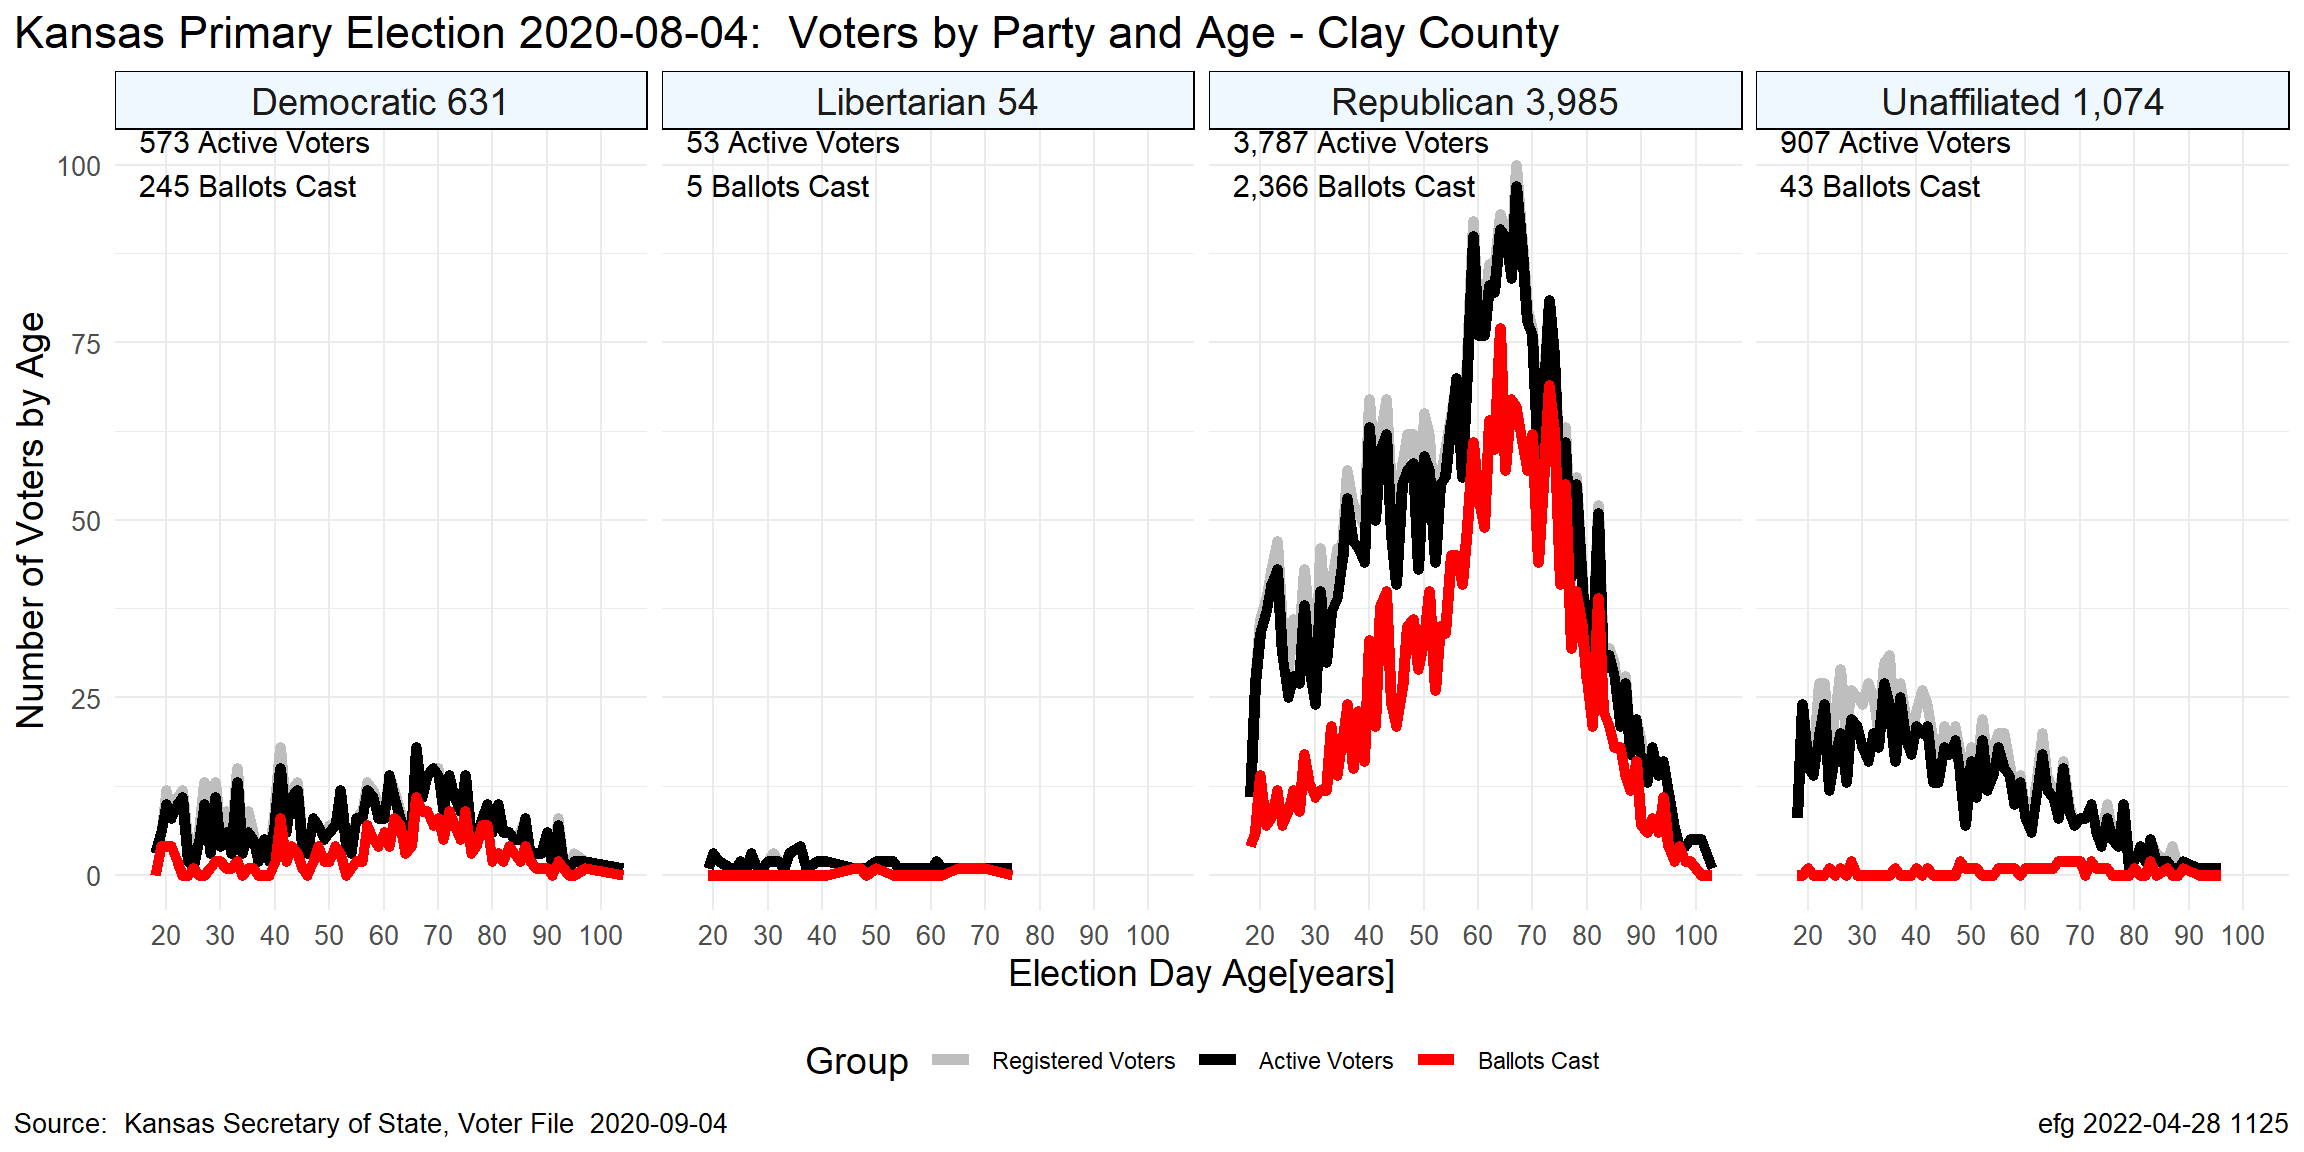 Kansas Primary Election 2020-08-04:  Voters by Party and Age - Clay County
Democratic 631
Libertarian 54
Republican 3,985
Unaffiliated 1,074
573 Active Voters
245 Ballots Cast
53 Active Voters
5 Ballots Cast
3,787 Active Voters
2,366 Ballots Cast
907 Active Voters
43 Ballots Cast
Number of Voters by Age
100
75
50
25
0
20 30 40 50 60 70 80 90 100
20 30 40 50 60 70 80 90 100
20 30 40 50 60 70 80 90 100
20 30 40 50 60 70 80 90 100
Election Day Age[years]
Group Registered Voters Active Voters Ballots Cast
Source:  Kansas Secretary of State, Voter File  2020-09-04
efg 2022-04-28 1125